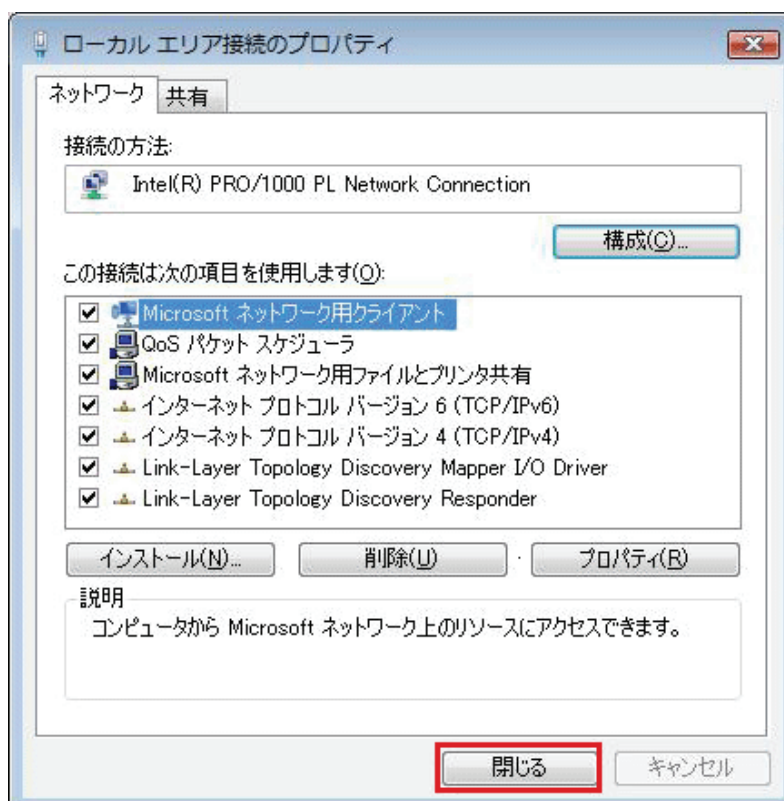 ローカル エリア接続のプロパティ
ネットワーク 共有
接続の方法:
Intel(R) PRO/1000 PL Network Connection
構成(C)...
この接続は次の項目を使用します(O):
Microsoft ネットワーク用クライアント
QoS パケット スケジューラ
Microsoft ネットワーク用ファイルとプリンタ共有
インターネット プロトコル バージョン 6 (TCP/IPv6)
インターネット プロトコル バージョン 4 (TCP/IPv4)
Link-Layer Topology Discovery Mapper I/O Driver
Link-Layer Topology Discovery Responder
インストール(N)... 削除(U) プロパティ(R)
説明
コンピュータから Microsoft ネットワーク上のリソースにアクセスできます。
閉じる キャンセル